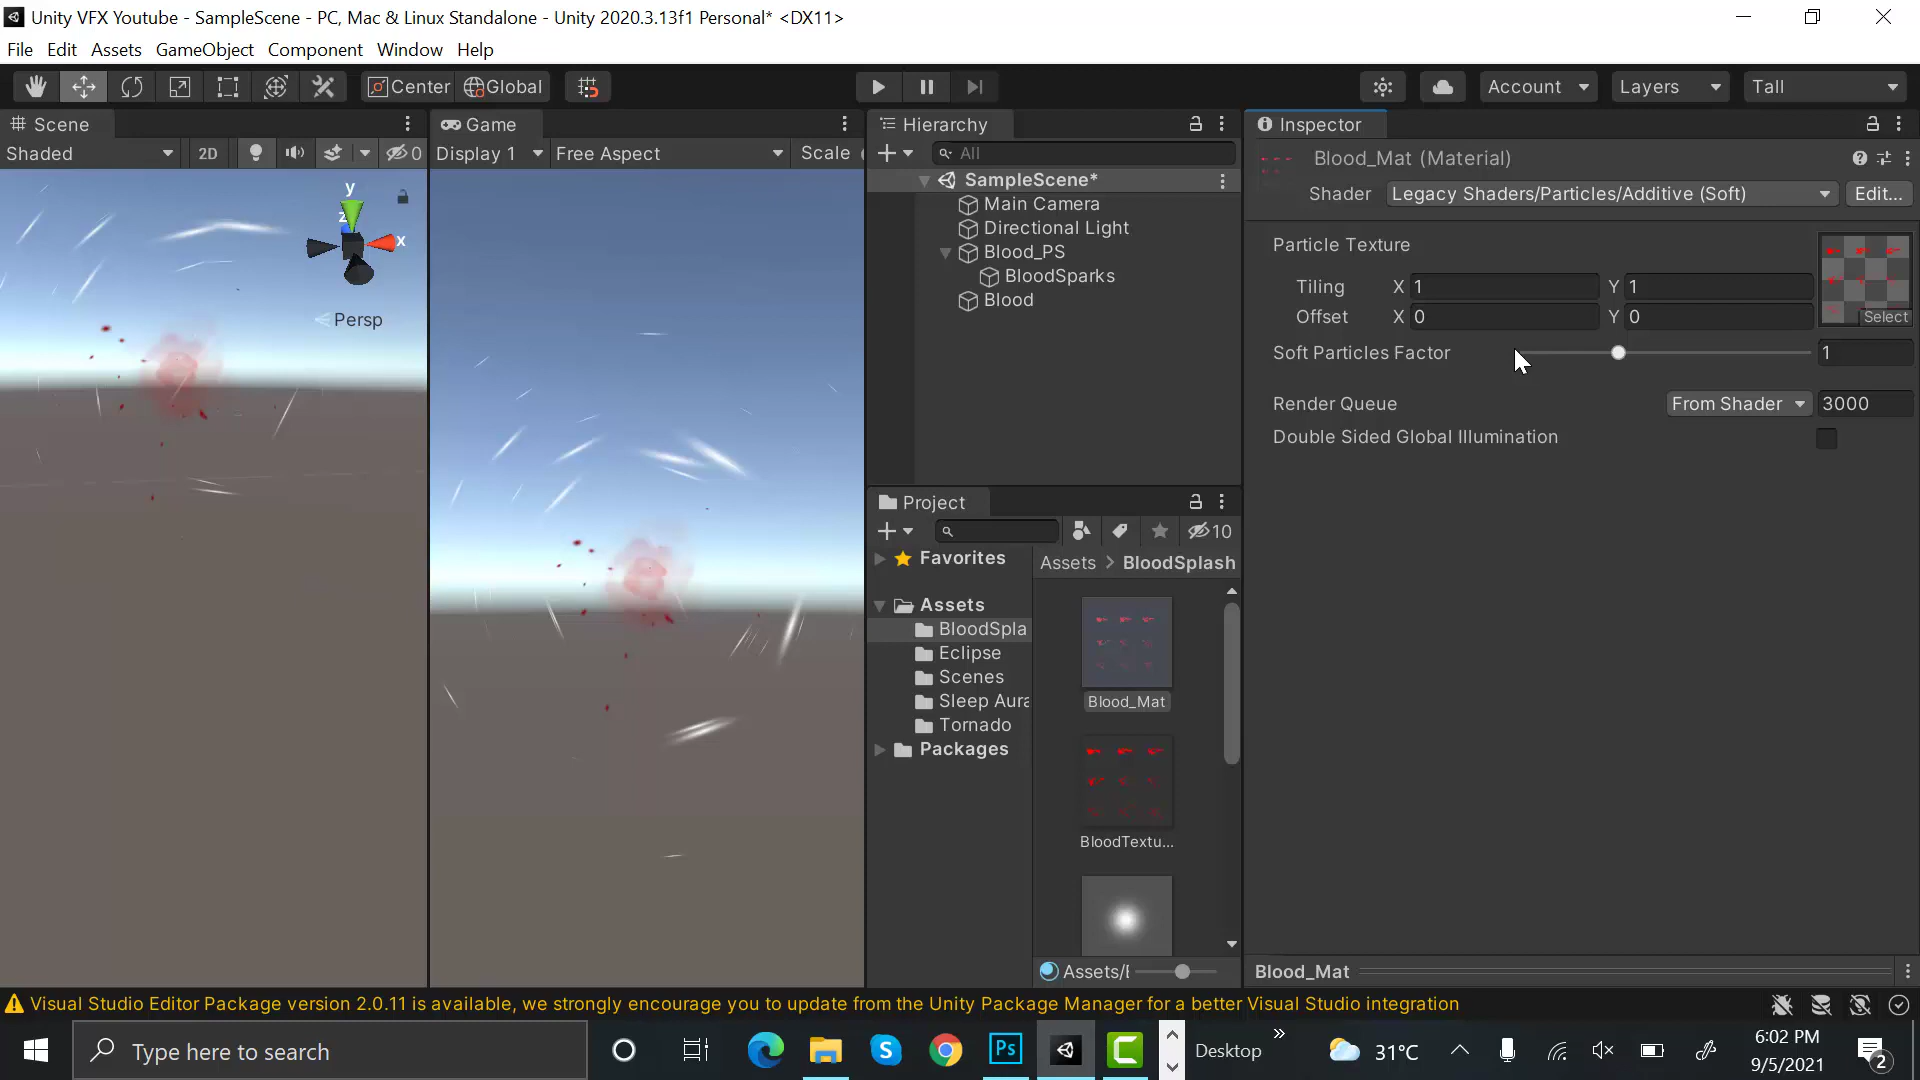 Unity VFX Youtube - SampleScene - PC, Mac & Linux Standalone - Unity 2020.3.13f1 Personal* <DX11>
File Edit Assets GameObject Component Window Help
Center Global Account Layers Tall
Scene Game Hierarchy Inspector
Shaded 2D 0 Display 1 Free Aspect Scale All
Blood_Mat (Material)
Shader Legacy Shaders/Particles/Additive (Soft) Edit...
SampleScene*
Main Camera
Directional Light
Blood_PS
BloodSparks
Blood
y
z
x
Persp
Particle Texture
Tiling X 1 Y 1
Offset X 0 Y 0
Select
Soft Particles Factor 1
Render Queue From Shader 3000
Double Sided Global Illumination
Project
10
Favorites
Assets > BloodSplash
Assets
BloodSpla
Eclipse
Scenes
Sleep Aura
Tornado
Packages
Blood_Mat
BloodTextu...
Assets/
Blood_Mat
Visual Studio Editor Package version 2.0.11 is available, we strongly encourage you to update from the Unity Package Manager for a better Visual Studio integration
Type here to search
S
Ps
Desktop
31°C
6:02 PM
9/5/2021
2